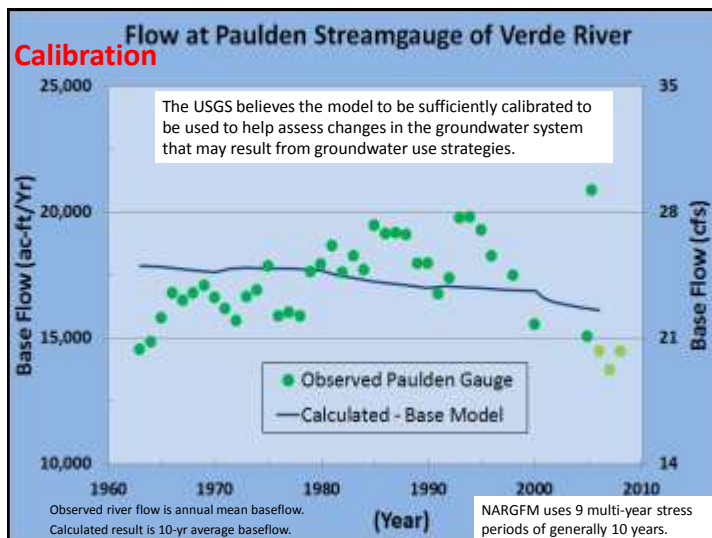 Flow at Paulden Streamgauge of Verde River
Calibration
25,000
20,000
15,000
10,000
35
28
21
14
Base Flow (ac-ft/Yr)
Base Flow (cfs)
The USGS believes the model to be sufficiently calibrated to
be used to help assess changes in the groundwater system
that may result from groundwater use strategies.
Observed Paulden Gauge
Calculated - Base Model
1960
1970
1980
1990
2000
2010
(Year)
Observed river flow is annual mean baseflow.
Calculated result is 10-yr average baseflow.
NARGFM uses 9 multi-year stress
periods of generally 10 years.